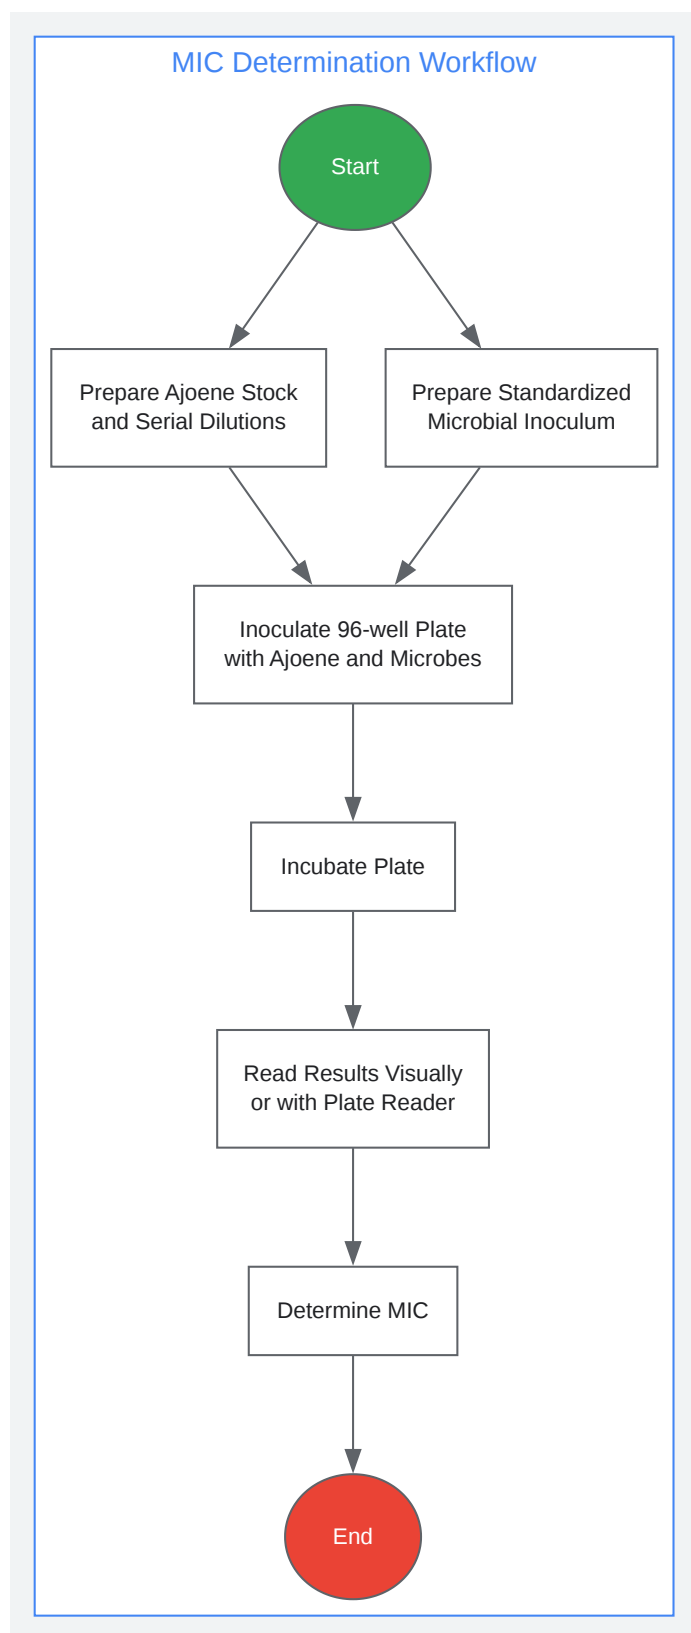 MIC Determination Workflow
Start
Prepare Ajoene Stock
and Serial Dilutions
Prepare Standardized
Microbial Inoculum
Inoculate 96-well Plate
with Ajoene and Microbes
Incubate Plate
Read Results Visually
or with Plate Reader
Determine MIC
End